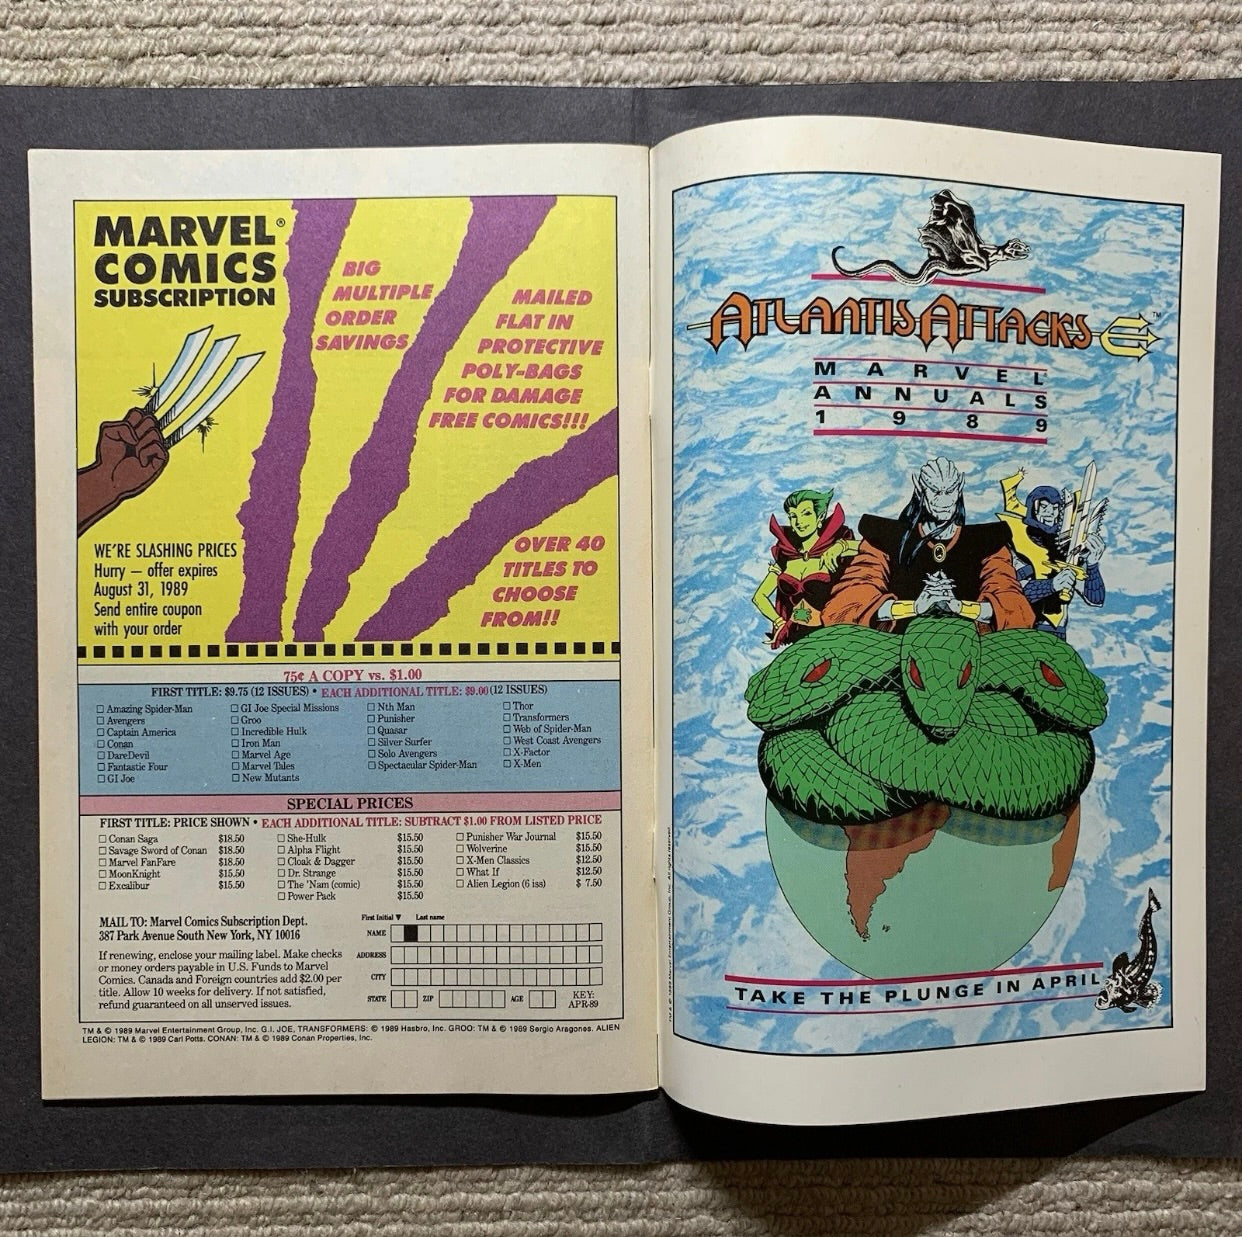 MARVEL®
COMICS
SUBSCRIPTION
BIG
MULTIPLE
ORDER
SAVINGS
MAILED
FLAT IN
PROTECTIVE
POLY-BAGS
FOR DAMAGE
FREE COMICS!!!
WE'RE SLASHING PRICES
Hurry — offer expires
August 31, 1989
Send entire coupon
with your order
OVER 40
TITLES TO
CHOOSE
FROM!!
75¢ A COPY vs. $1.00
FIRST TITLE: $9.75 (12 ISSUES) • EACH ADDITIONAL TITLE: $9.00 (12 ISSUES)
☐ Amazing Spider-Man
☐ Avengers
☐ Captain America
☐ Conan
☐ DareDevil
☐ Fantastic Four
☐ GI Joe
☐ GI Joe Special Missions
☐ Groo
☐ Incredible Hulk
☐ Iron Man
☐ Marvel Age
☐ Marvel Tales
☐ New Mutants
☐ Nth Man
☐ Punisher
☐ Quasar
☐ Silver Surfer
☐ Solo Avengers
☐ Spectacular Spider-Man
☐ Thor
☐ Transformers
☐ Web of Spider-Man
☐ West Coast Avengers
☐ X-Factor
☐ X-Men
SPECIAL PRICES
FIRST TITLE: PRICE SHOWN • EACH ADDITIONAL TITLE: SUBTRACT $1.00 FROM LISTED PRICE
☐ Conan Saga $18.50
☐ Savage Sword of Conan $18.50
☐ Marvel FanFare $18.50
☐ MoonKnight $15.50
☐ Excalibur $15.50
☐ She-Hulk $15.50
☐ Alpha Flight $15.50
☐ Cloak & Dagger $15.50
☐ Dr. Strange $15.50
☐ The 'Nam (comic) $15.50
☐ Power Pack $15.50
☐ Punisher War Journal $15.50
☐ Wolverine $15.50
☐ X-Men Classics $12.50
☐ What If $12.50
☐ Alien Legion (6 iss) $ 7.50
MAIL TO: Marvel Comics Subscription Dept.
387 Park Avenue South New York, NY 10016
If renewing, enclose your mailing label. Make checks
or money orders payable in U.S. Funds to Marvel
Comics. Canada and Foreign countries add $2.00 per
title. Allow 10 weeks for delivery. If not satisfied,
refund guaranteed on all unserved issues.
First Initial ▼ Last name
NAME
ADDRESS
CITY
STATE ZIP AGE KEY:
APR-89
TM & © 1989 Marvel Entertainment Group, Inc. G.I. JOE, TRANSFORMERS: © 1989 Hasbro, Inc. GROO: TM & © 1989 Sergio Aragones. ALIEN
LEGION: TM & © 1989 Carl Potts. CONAN: TM & © 1989 Conan Properties, Inc.
ATLANTIS ATTACKS™
MARVEL
ANNUALS
1989
TAKE THE PLUNGE IN APRIL